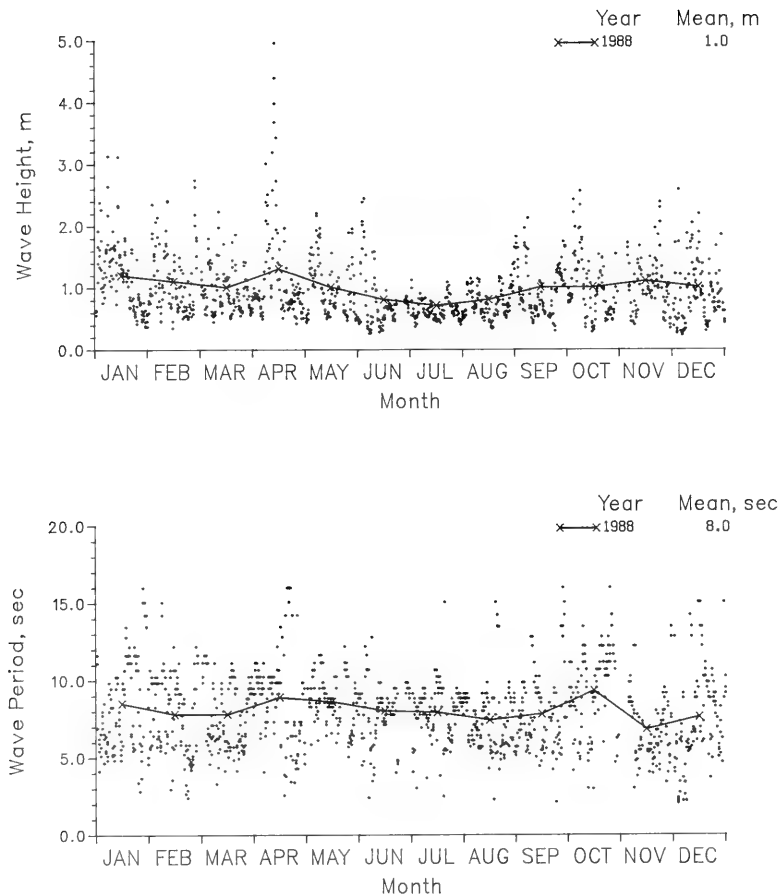 Year Mean, m
1988 1.0
5.0
4.0
3.0
2.0
1.0
0.0
Wave Height, m
JAN FEB MAR APR MAY JUN JUL AUG SEP OCT NOV DEC
Month
Year Mean, sec
1988 8.0
20.0
15.0
10.0
5.0
0.0
Wave Period, sec
JAN FEB MAR APR MAY JUN JUL AUG SEP OCT NOV DEC
Month